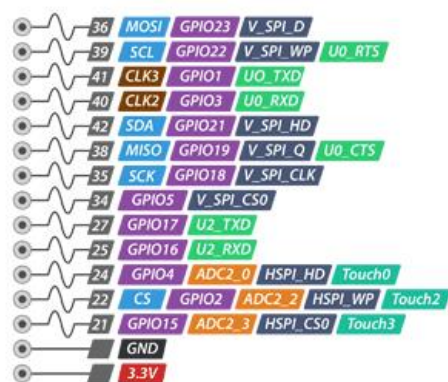 36 MOSI GPIO23 V_SPI_D
39 SCL GPIO22 V_SPI_WP U0_RTS
41 CLK3 GPIO1 UO_TXD
40 CLK2 GPIO3 U0_RXD
42 SDA GPIO21 V_SPI_HD
38 MISO GPIO19 V_SPI_Q U0_CTS
35 SCK GPIO18 V_SPI_CLK
34 GPIO5 V_SPI_CS0
27 GPIO17 U2_TXD
25 GPIO16 U2_RXD
24 GPIO4 ADC2_0 HSPI_HD Touch0
22 CS GPIO2 ADC2_2 HSPI_WP Touch2
21 GPIO15 ADC2_3 HSPI_CS0 Touch3
GND
3.3V